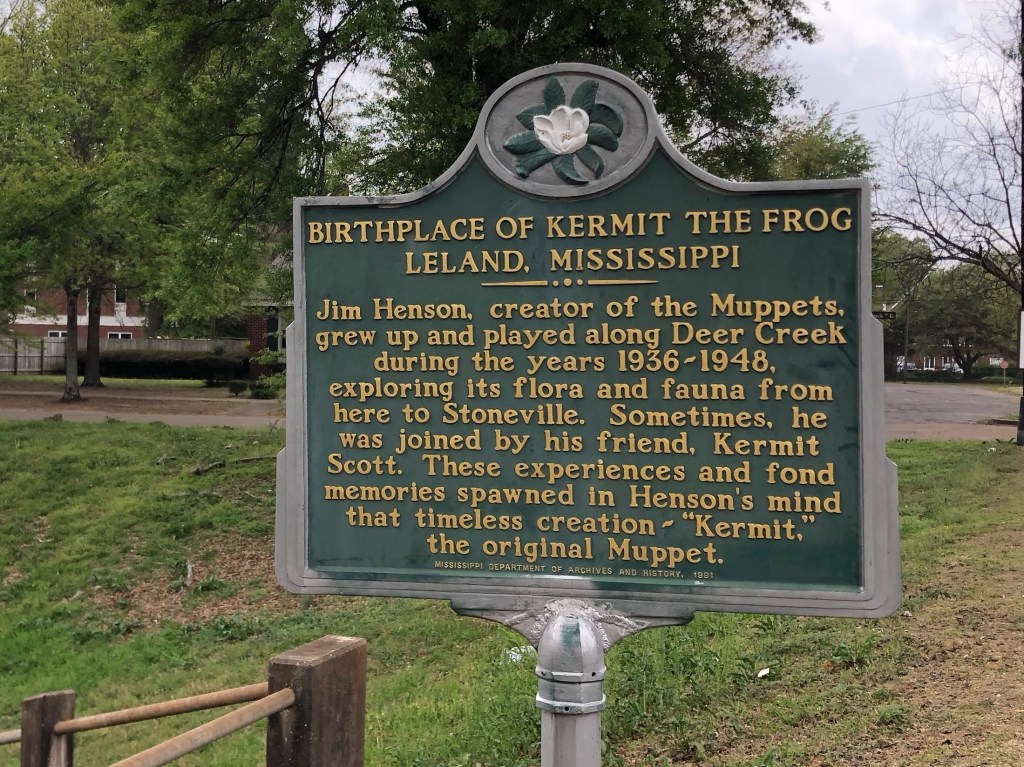 BIRTHPLACE OF KERMIT THE FROG
LELAND, MISSISSIPPI
Jim Henson, creator of the Muppets,
grew up and played along Deer Creek
during the years 1936~1948,
exploring its flora and fauna from
here to Stoneville. Sometimes, he
was joined by his friend, Kermit
Scott. These experiences and fond
memories spawned in Henson's mind
that timeless creation ~ "Kermit,"
the original Muppet.
MISSISSIPPI DEPARTMENT OF ARCHIVES AND HISTORY, 1991